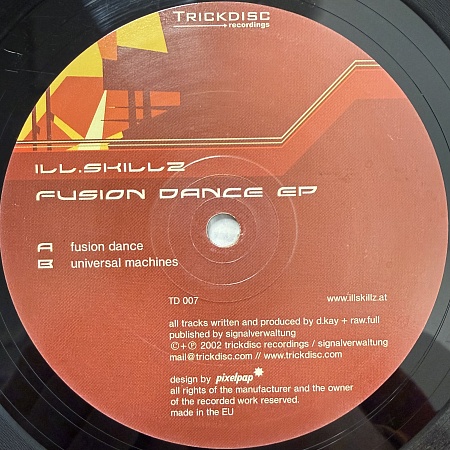 Trickdisc
recordings
ill.skillz
fusion dance ep
A fusion dance
B universal machines
TD 007 www.illskillz.at
all tracks written and produced by d.kay + raw.full
published by signalverwaltung
©+℗ 2002 trickdisc recordings / signalverwaltung
mail@trickdisc.com // www.trickdisc.com
design by pixelpap
all rights of the manufacturer and the owner
of the recorded work reserved.
made in the EU